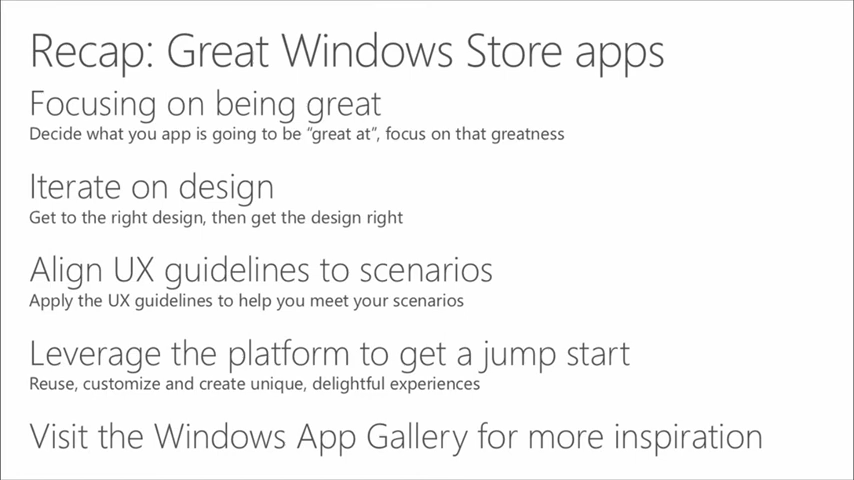 Recap: Great Windows Store apps
Focusing on being great
Decide what you app is going to be “great at”, focus on that greatness
Iterate on design
Get to the right design, then get the design right
Align UX guidelines to scenarios
Apply the UX guidelines to help you meet your scenarios
Leverage the platform to get a jump start
Reuse, customize and create unique, delightful experiences
Visit the Windows App Gallery for more inspiration